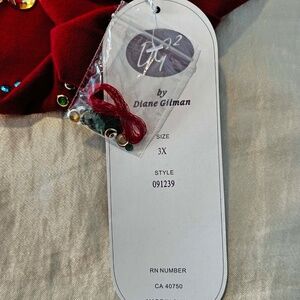 by
Diane Gilman
SIZE
3X
STYLE
091239
RN NUMBER
CA 40750